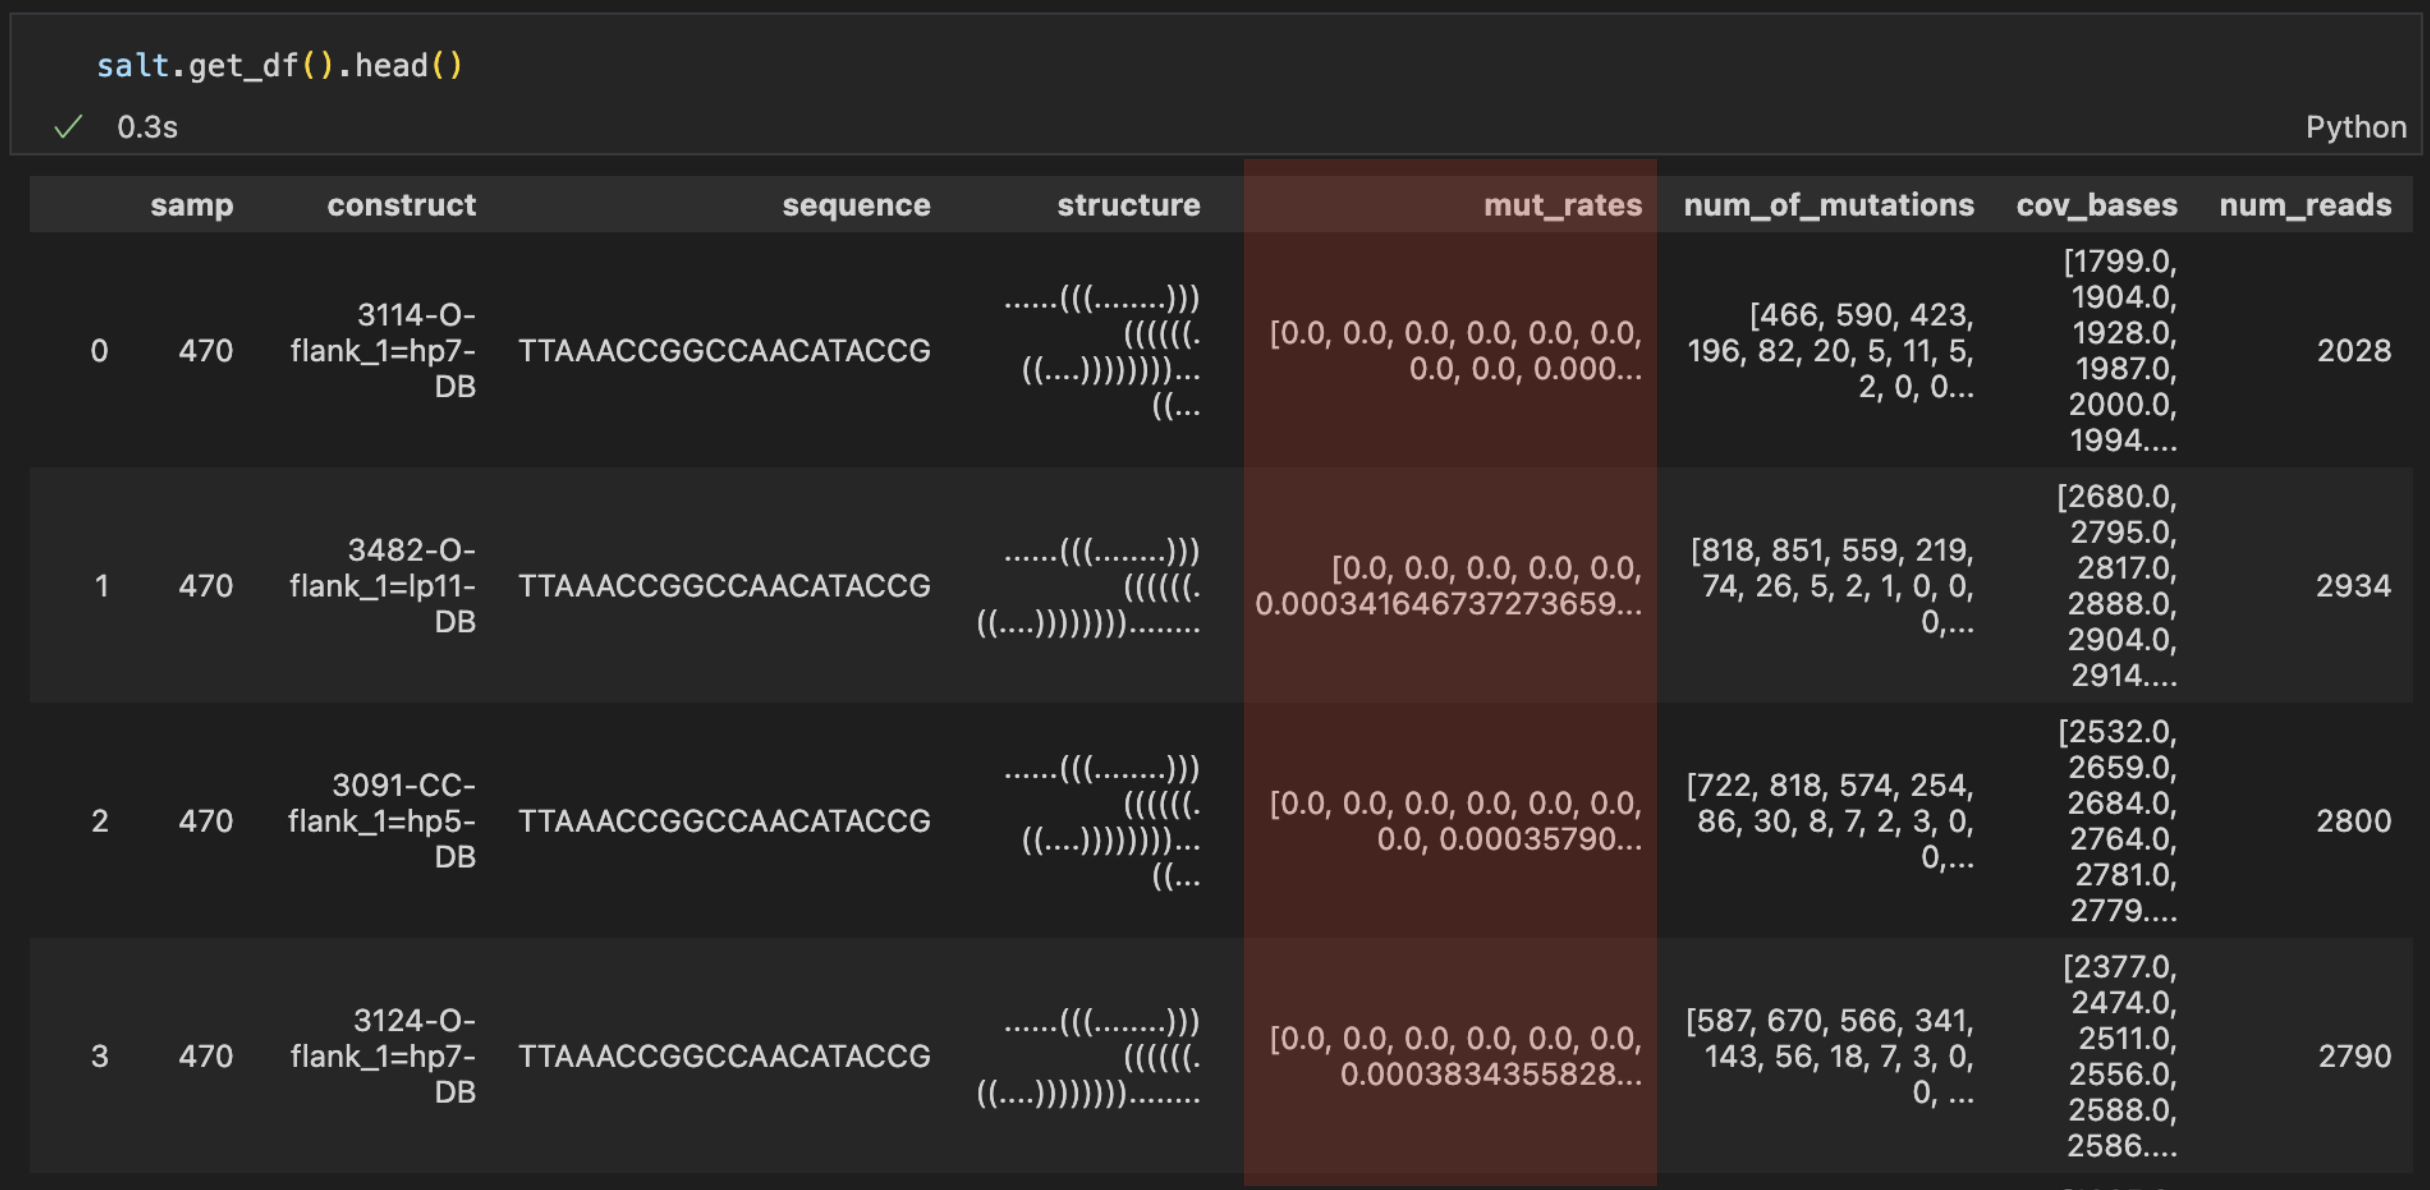 salt.get_df().head()
0.3s
Python
samp construct sequence structure mut_rates num_of_mutations cov_bases num_reads
0 470 3114-O-flank_1=hp7-DB TTAAACCGGCCAACATACCG ......(((........)))((((((.((....))))))))...((... [0.0, 0.0, 0.0, 0.0, 0.0, 0.0, 0.0, 0.0, 0.000... [466, 590, 423, 196, 82, 20, 5, 11, 5, 2, 0, 0... [1799.0, 1904.0, 1928.0, 1987.0, 2000.0, 1994.... 2028
1 470 3482-O-flank_1=lp11-DB TTAAACCGGCCAACATACCG ......(((........)))((((((.((....))))))))........ [0.0, 0.0, 0.0, 0.0, 0.0, 0.000341646737273659... [818, 851, 559, 219, 74, 26, 5, 2, 1, 0, 0, 0,... [2680.0, 2795.0, 2817.0, 2888.0, 2904.0, 2914.... 2934
2 470 3091-CC-flank_1=hp5-DB TTAAACCGGCCAACATACCG ......(((........)))((((((.((....))))))))...((... [0.0, 0.0, 0.0, 0.0, 0.0, 0.0, 0.0, 0.00035790... [722, 818, 574, 254, 86, 30, 8, 7, 2, 3, 0, 0,... [2532.0, 2659.0, 2684.0, 2764.0, 2781.0, 2779.... 2800
3 470 3124-O-flank_1=hp7-DB TTAAACCGGCCAACATACCG ......(((........)))((((((.((....))))))))........ [0.0, 0.0, 0.0, 0.0, 0.0, 0.0, 0.0003834355828... [587, 670, 566, 341, 143, 56, 18, 7, 3, 0, 0, ... [2377.0, 2474.0, 2511.0, 2556.0, 2588.0, 2586.... 2790